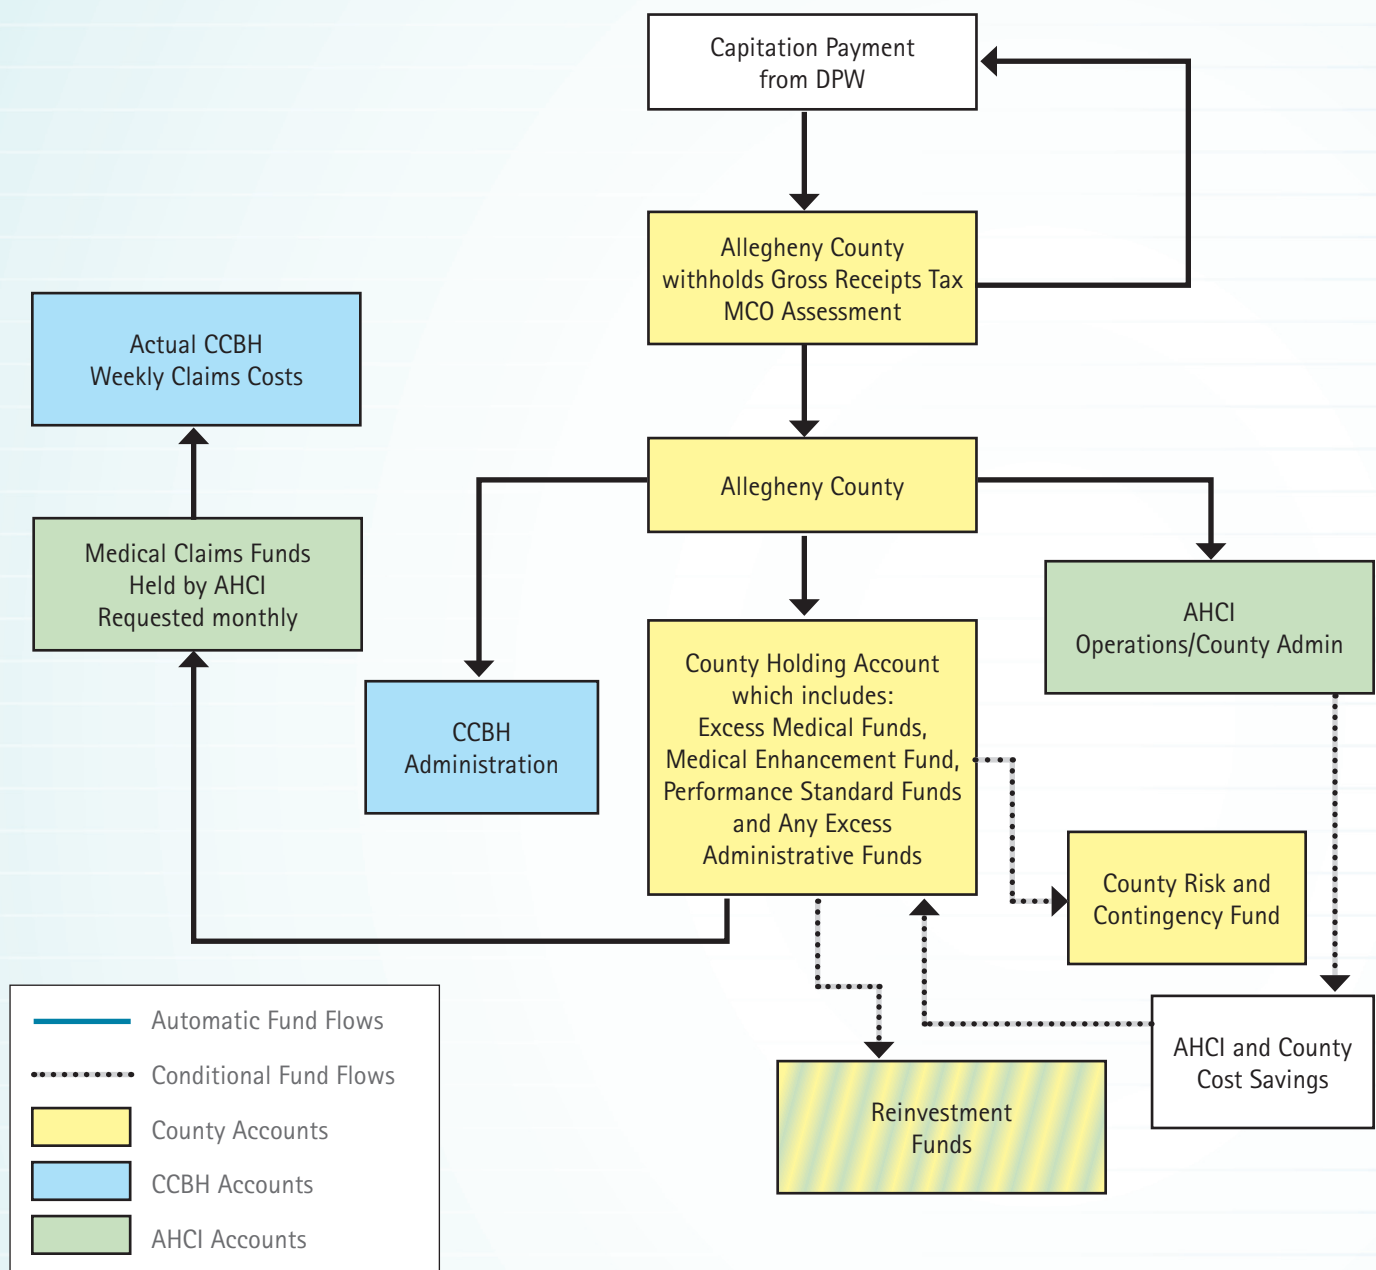 Capitation Payment
from DPW
Allegheny County
withholds Gross Receipts Tax
MCO Assessment
Actual CCBH
Weekly Claims Costs
Allegheny County
Medical Claims Funds
Held by AHCI
Requested monthly
AHCI
Operations/County Admin
County Holding Account
which includes:
Excess Medical Funds,
Medical Enhancement Fund,
Performance Standard Funds
and Any Excess
Administrative Funds
CCBH
Administration
County Risk and
Contingency Fund
AHCI and County
Cost Savings
Reinvestment
Funds
Automatic Fund Flows
Conditional Fund Flows
County Accounts
CCBH Accounts
AHCI Accounts